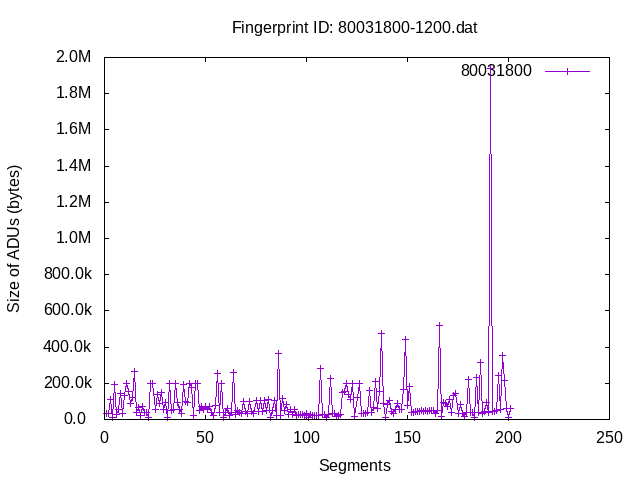 Fingerprint ID: 80031800-1200.dat
80031800
Size of ADUs (bytes)
2.0M
1.8M
1.6M
1.4M
1.2M
1.0M
800.0k
600.0k
400.0k
200.0k
0.0
0 50 100 150 200 250
Segments